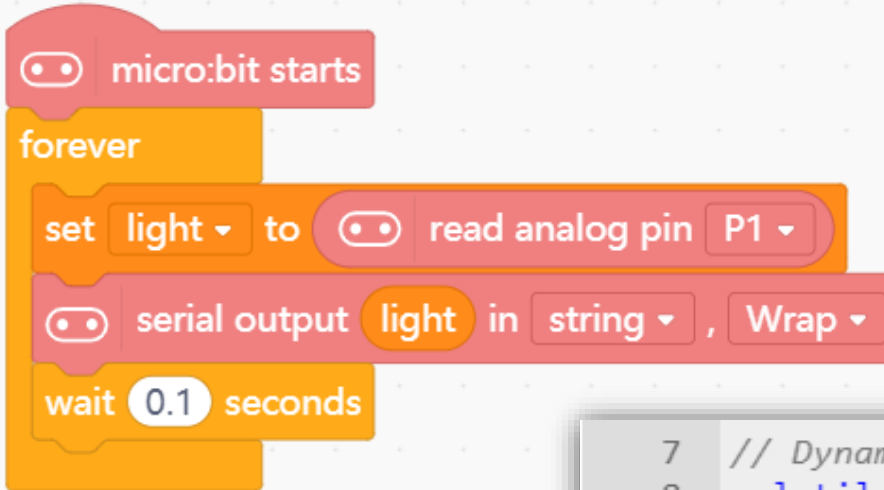 micro:bit starts
forever
set light to read analog pin P1
serial output light in string , Wrap
wait 0.1 seconds
7 // Dynam